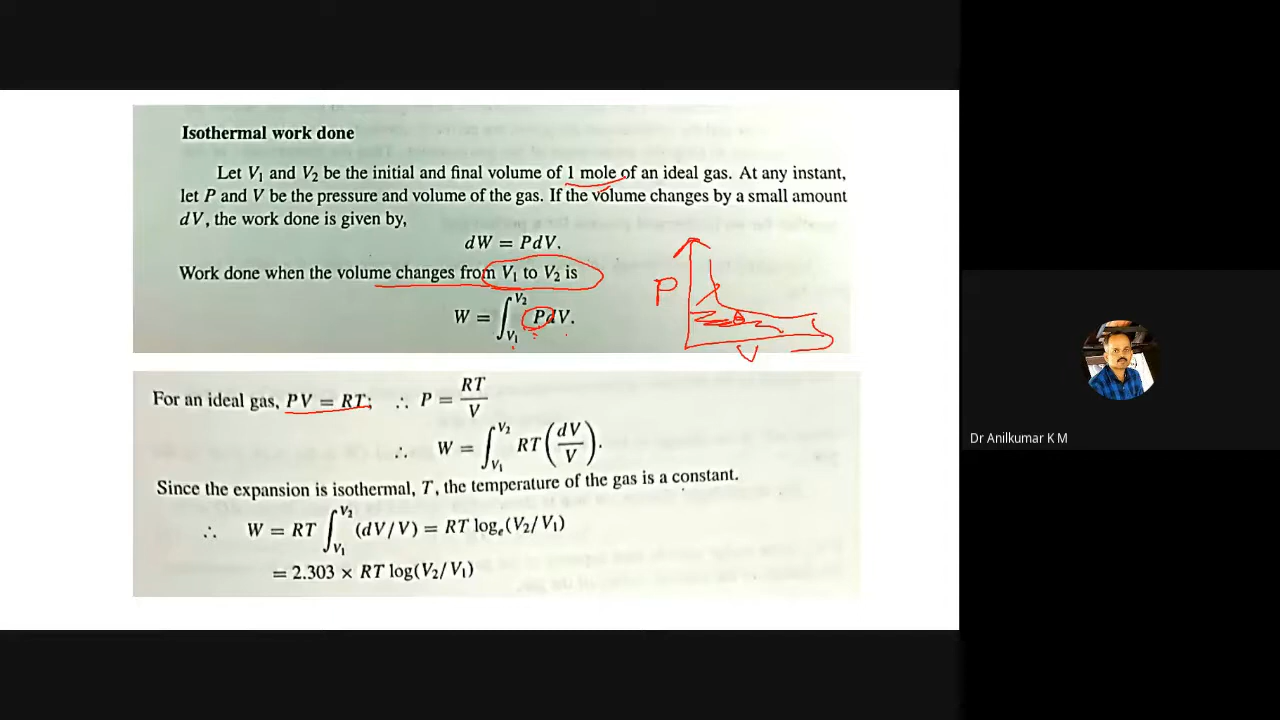 Isothermal work done
Let V₁ and V₂ be the initial and final volume of 1 mole of an ideal gas. At any instant,
let P and V be the pressure and volume of the gas. If the volume changes by a small amount
dV, the work done is given by,
dW = PdV.
Work done when the volume changes from V₁ to V₂ is
W = ∫_{V₁}^{V₂} PdV.
P
V
For an ideal gas, PV = RT; ∴ P = RT/V
∴ W = ∫_{V₁}^{V₂} RT(dV/V).
Since the expansion is isothermal, T, the temperature of the gas is a constant.
∴ W = RT ∫_{V₁}^{V₂} (dV/V) = RT logₑ(V₂/V₁)
= 2.303 × RT log(V₂/V₁)
Dr Anilkumar K M